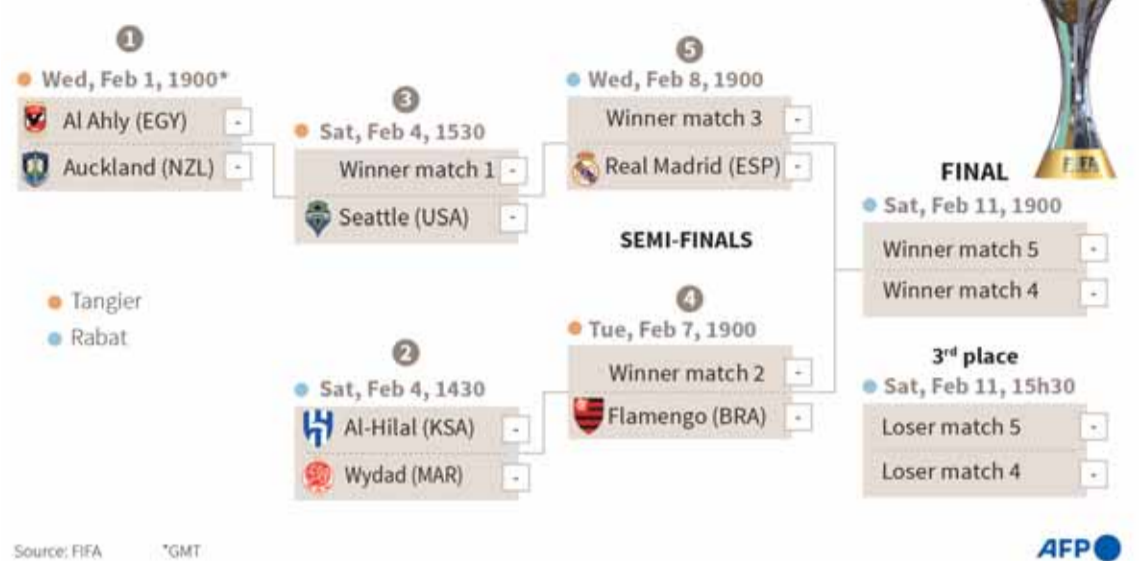 1
Wed, Feb 1, 1900*
Al Ahly (EGY) -
Auckland (NZL) -
3
Sat, Feb 4, 1530
Winner match 1 -
Seattle (USA) -
5
Wed, Feb 8, 1900
Winner match 3 -
Real Madrid (ESP) -
SEMI-FINALS
FIFA
FINAL
Sat, Feb 11, 1900
Winner match 5 -
Winner match 4 -
Tangier
Rabat
2
Sat, Feb 4, 1430
Al-Hilal (KSA) -
Wydad (MAR) -
4
Tue, Feb 7, 1900
Winner match 2 -
Flamengo (BRA) -
3rd place
Sat, Feb 11, 15h30
Loser match 5 -
Loser match 4 -
Source: FIFA *GMT
AFP